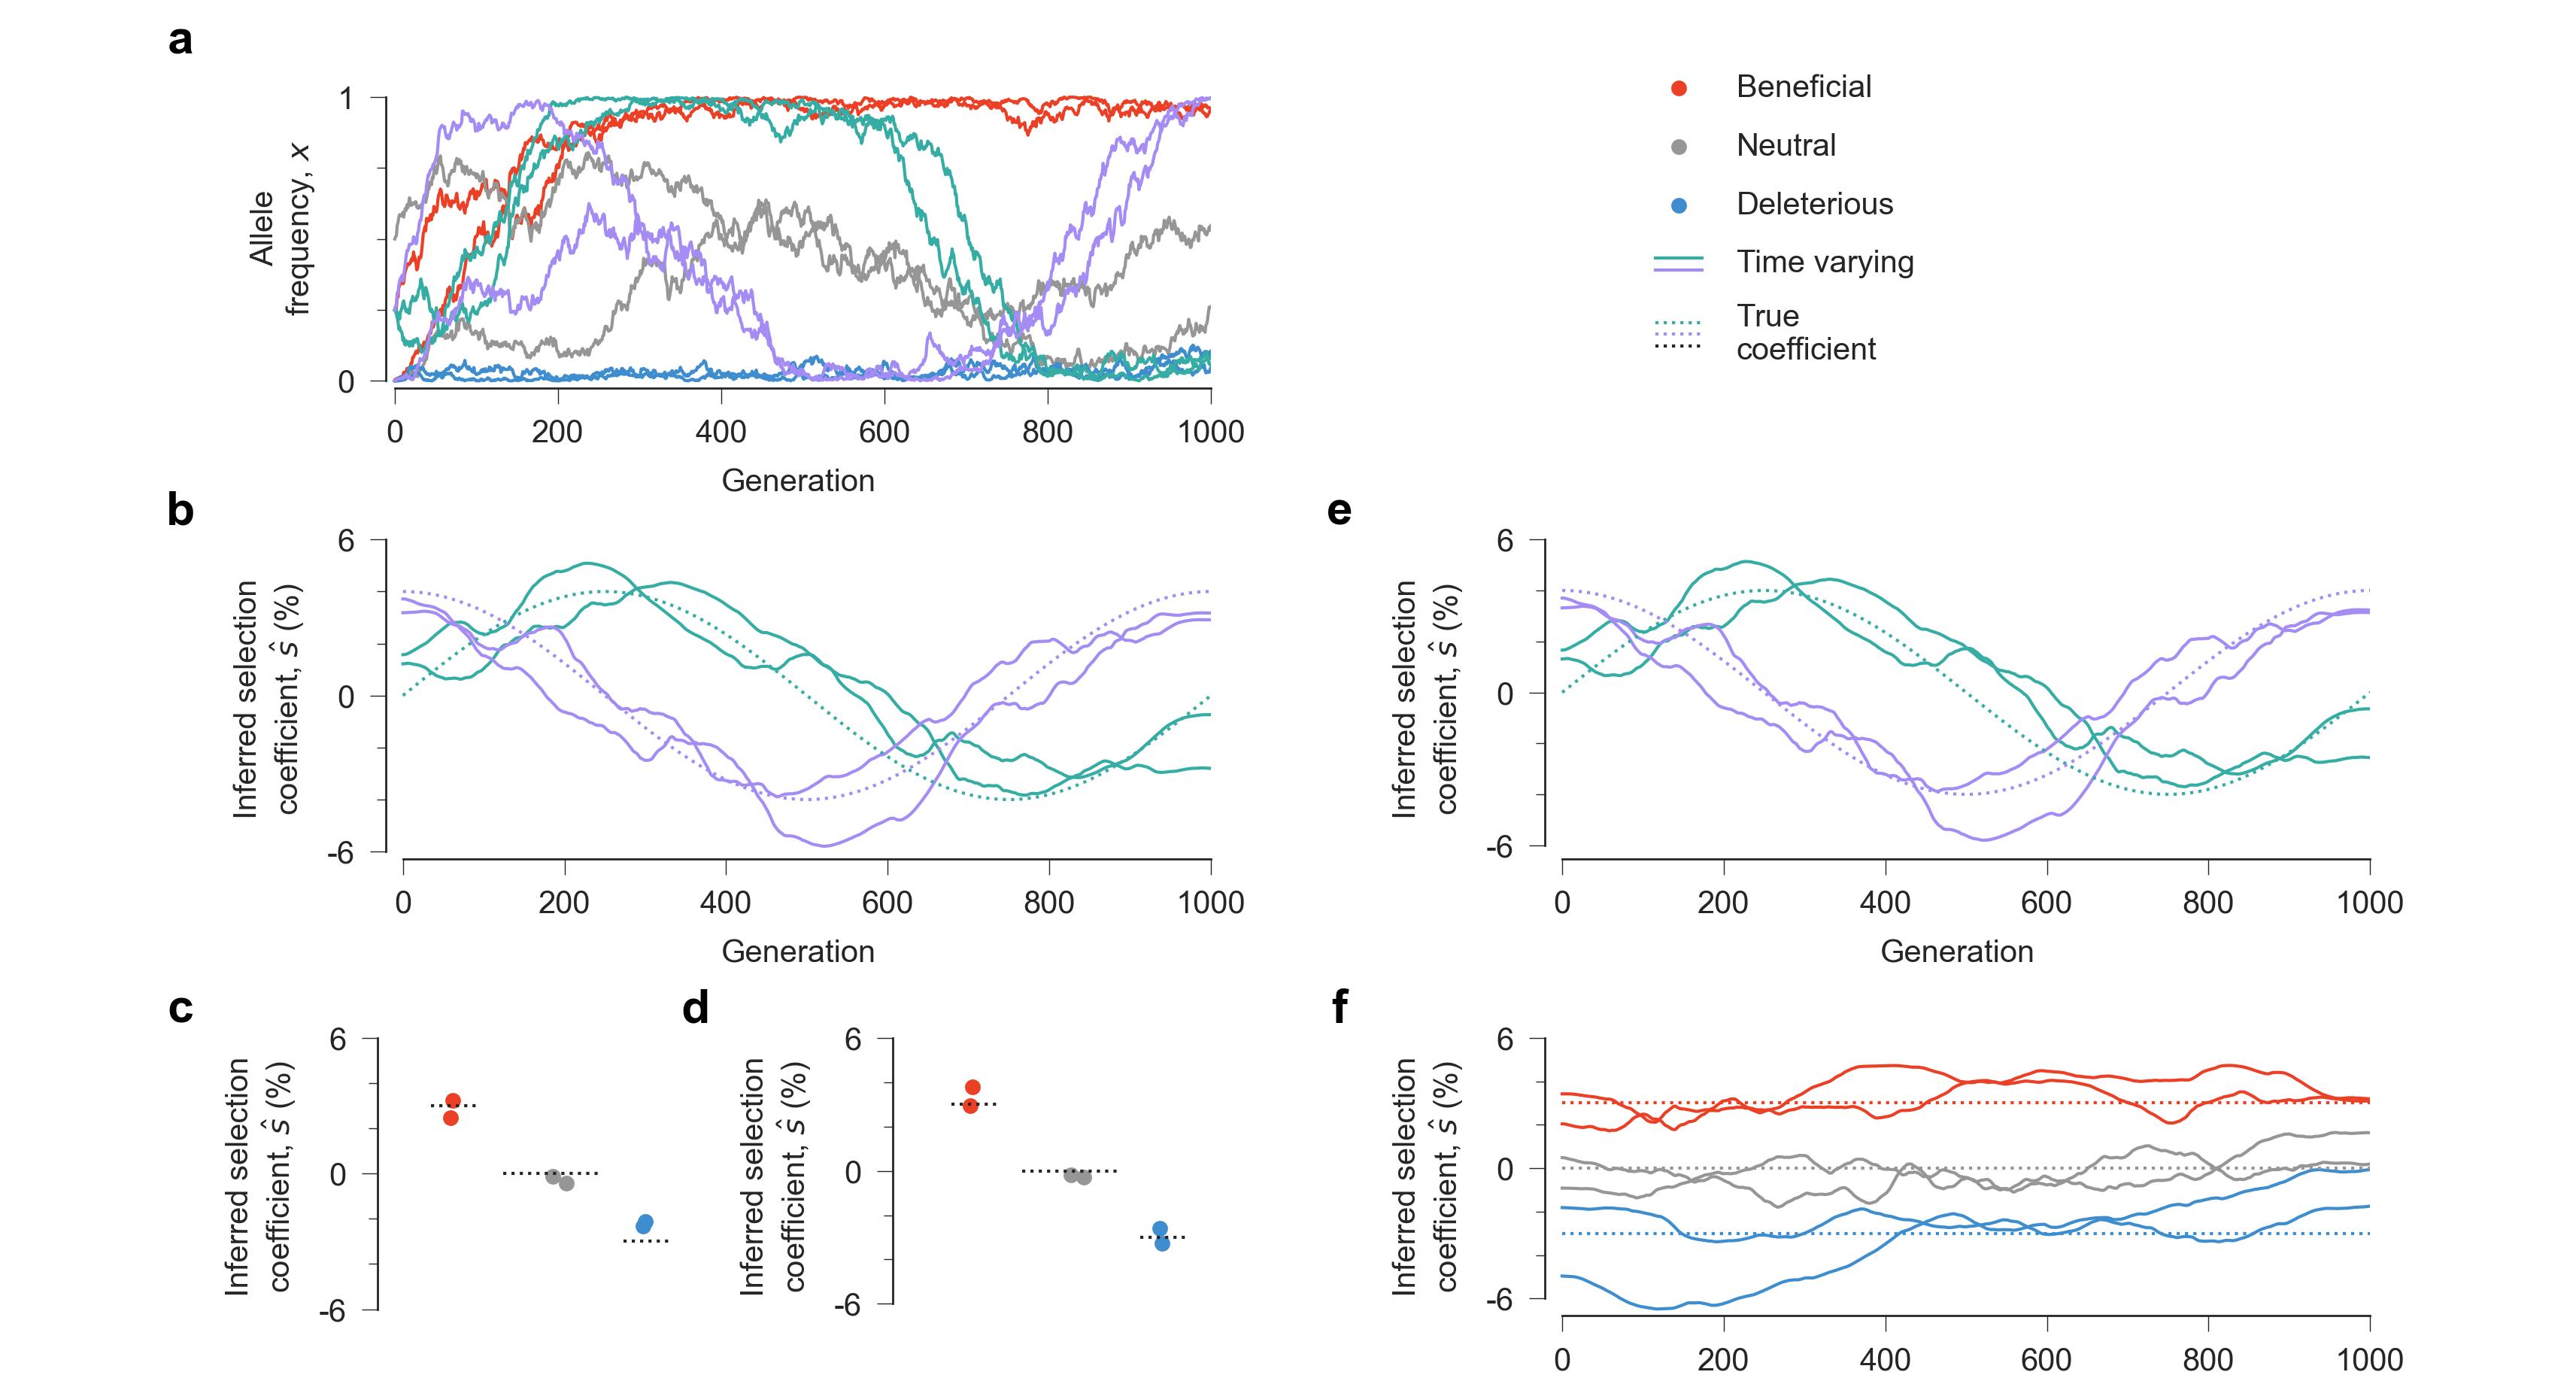 a
1
0
Allele
frequency, x
0 200 400 600 800 1000
Generation
Beneficial
Neutral
Deleterious
Time varying
True
coefficient
b
6
0
-6
Inferred selection
coefficient, ŝ (%)
0 200 400 600 800 1000
Generation
e
6
0
-6
Inferred selection
coefficient, ŝ (%)
0 200 400 600 800 1000
Generation
c
6
0
-6
Inferred selection
coefficient, ŝ (%)
d
6
0
-6
Inferred selection
coefficient, ŝ (%)
f
6
0
-6
Inferred selection
coefficient, ŝ (%)
0 200 400 600 800 1000